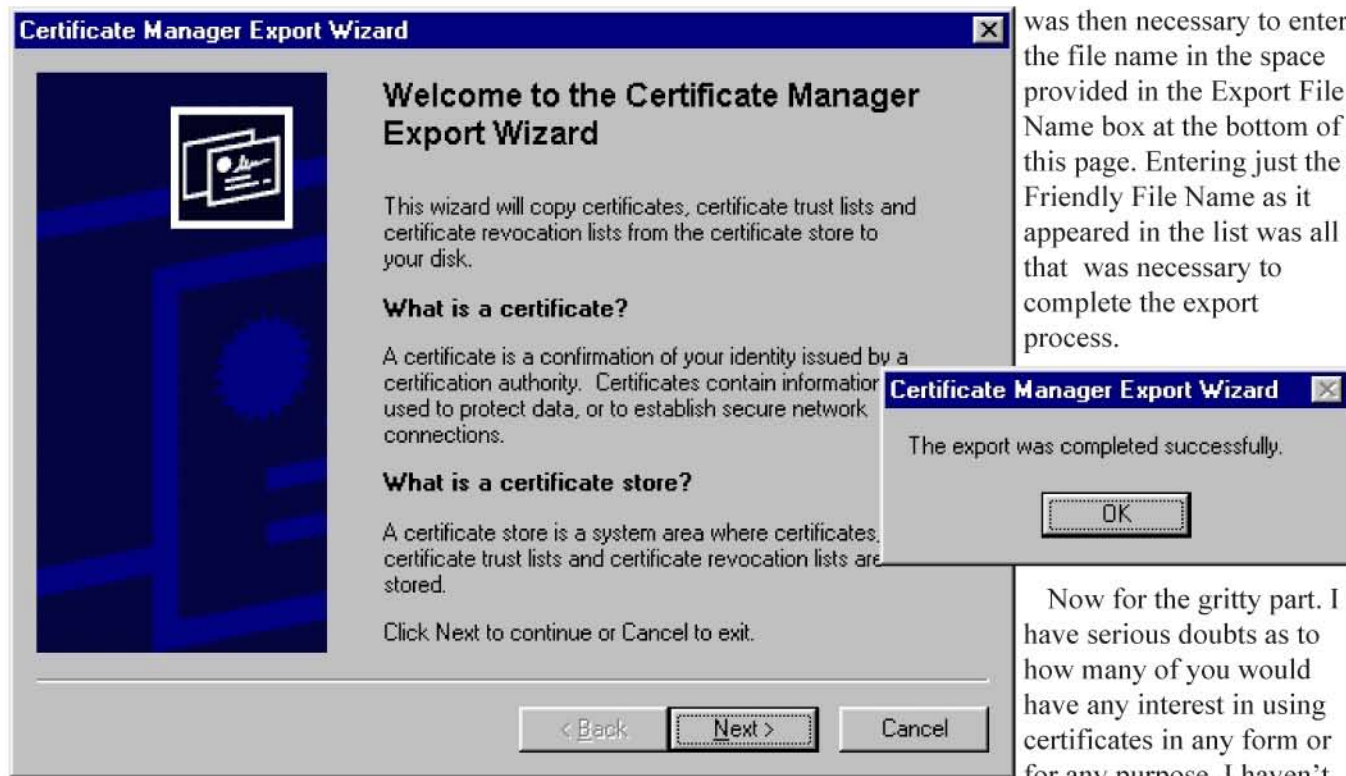 Certificate Manager Export Wizard
Welcome to the Certificate Manager
Export Wizard
This wizard will copy certificates, certificate trust lists and
certificate revocation lists from the certificate store to
your disk.
What is a certificate?
A certificate is a confirmation of your identity issued by a
certification authority. Certificates contain information
used to protect data, or to establish secure network
connections.
What is a certificate store?
A certificate store is a system area where certificates,
certificate trust lists and certificate revocation lists are
stored.
Click Next to continue or Cancel to exit.
< Back
Next >
Cancel
was then necessary to enter
the file name in the space
provided in the Export File
Name box at the bottom of
this page. Entering just the
Friendly File Name as it
appeared in the list was all
that was necessary to
complete the export
process.
Certificate Manager Export Wizard
The export was completed successfully.
OK
Now for the gritty part. I
have serious doubts as to
how many of you would
have any interest in using
certificates in any form or
for any purpose. I haven't